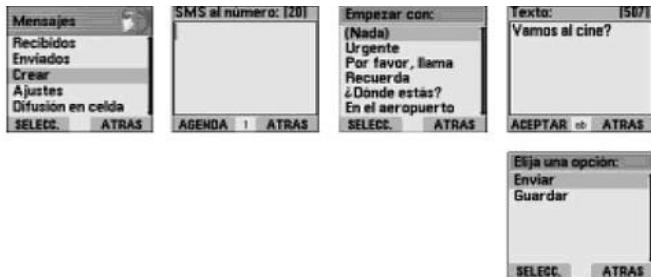 Mensajes
Recibidos
Enviados
Crear
Ajustes
Difusión en celda
SELECC. ATRAS
SMS al número: [20]
AGENDA 1 ATRAS
Empezar con:
(Nada)
Urgente
Por favor, llama
Recuerda
¿Dónde estás?
En el aeropuerto
SELECC. ATRAS
Texto: [507]
Vamos al cine?
ACEPTAR ab ATRAS
Elija una opción:
Enviar
Guardar
SELECC. ATRAS